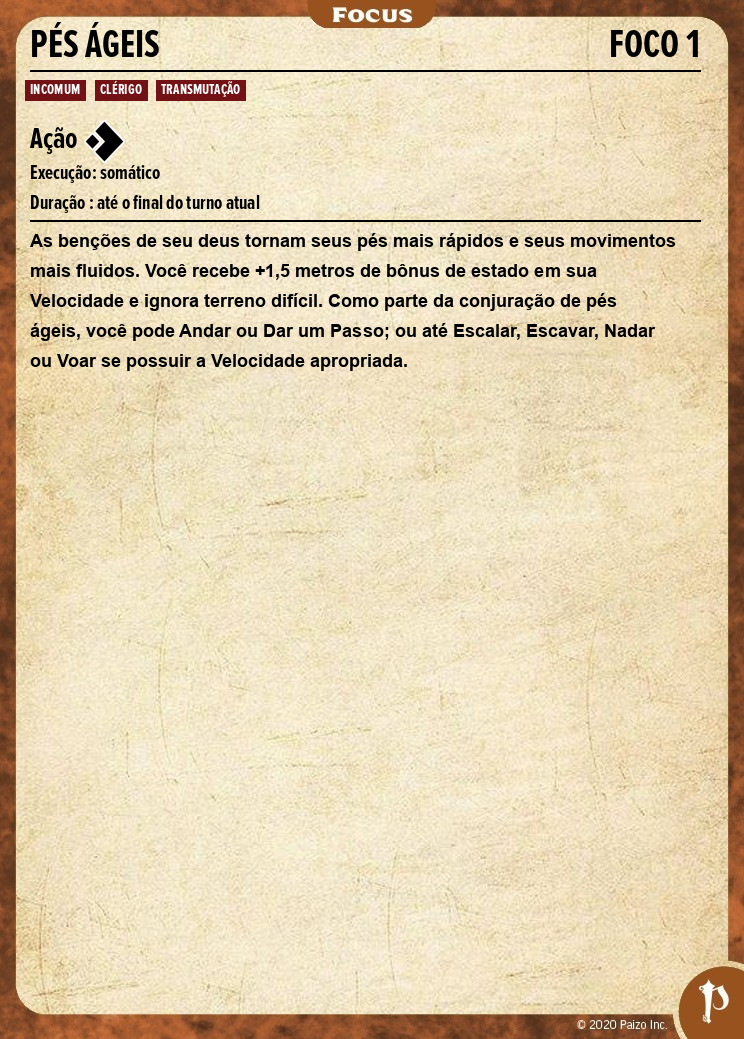 Focus
PÉS ÁGEIS FOCO 1
INCOMUM CLÉRIGO TRANSMUTAÇÃO
Ação
Execução: somático
Duração : até o final do turno atual
As benções de seu deus tornam seus pés mais rápidos e seus movimentos
mais fluidos. Você recebe +1,5 metros de bônus de estado em sua
Velocidade e ignora terreno difícil. Como parte da conjuração de pés
ágeis, você pode Andar ou Dar um Passo; ou até Escalar, Escavar, Nadar
ou Voar se possuir a Velocidade apropriada.
© 2020 Paizo Inc.
P